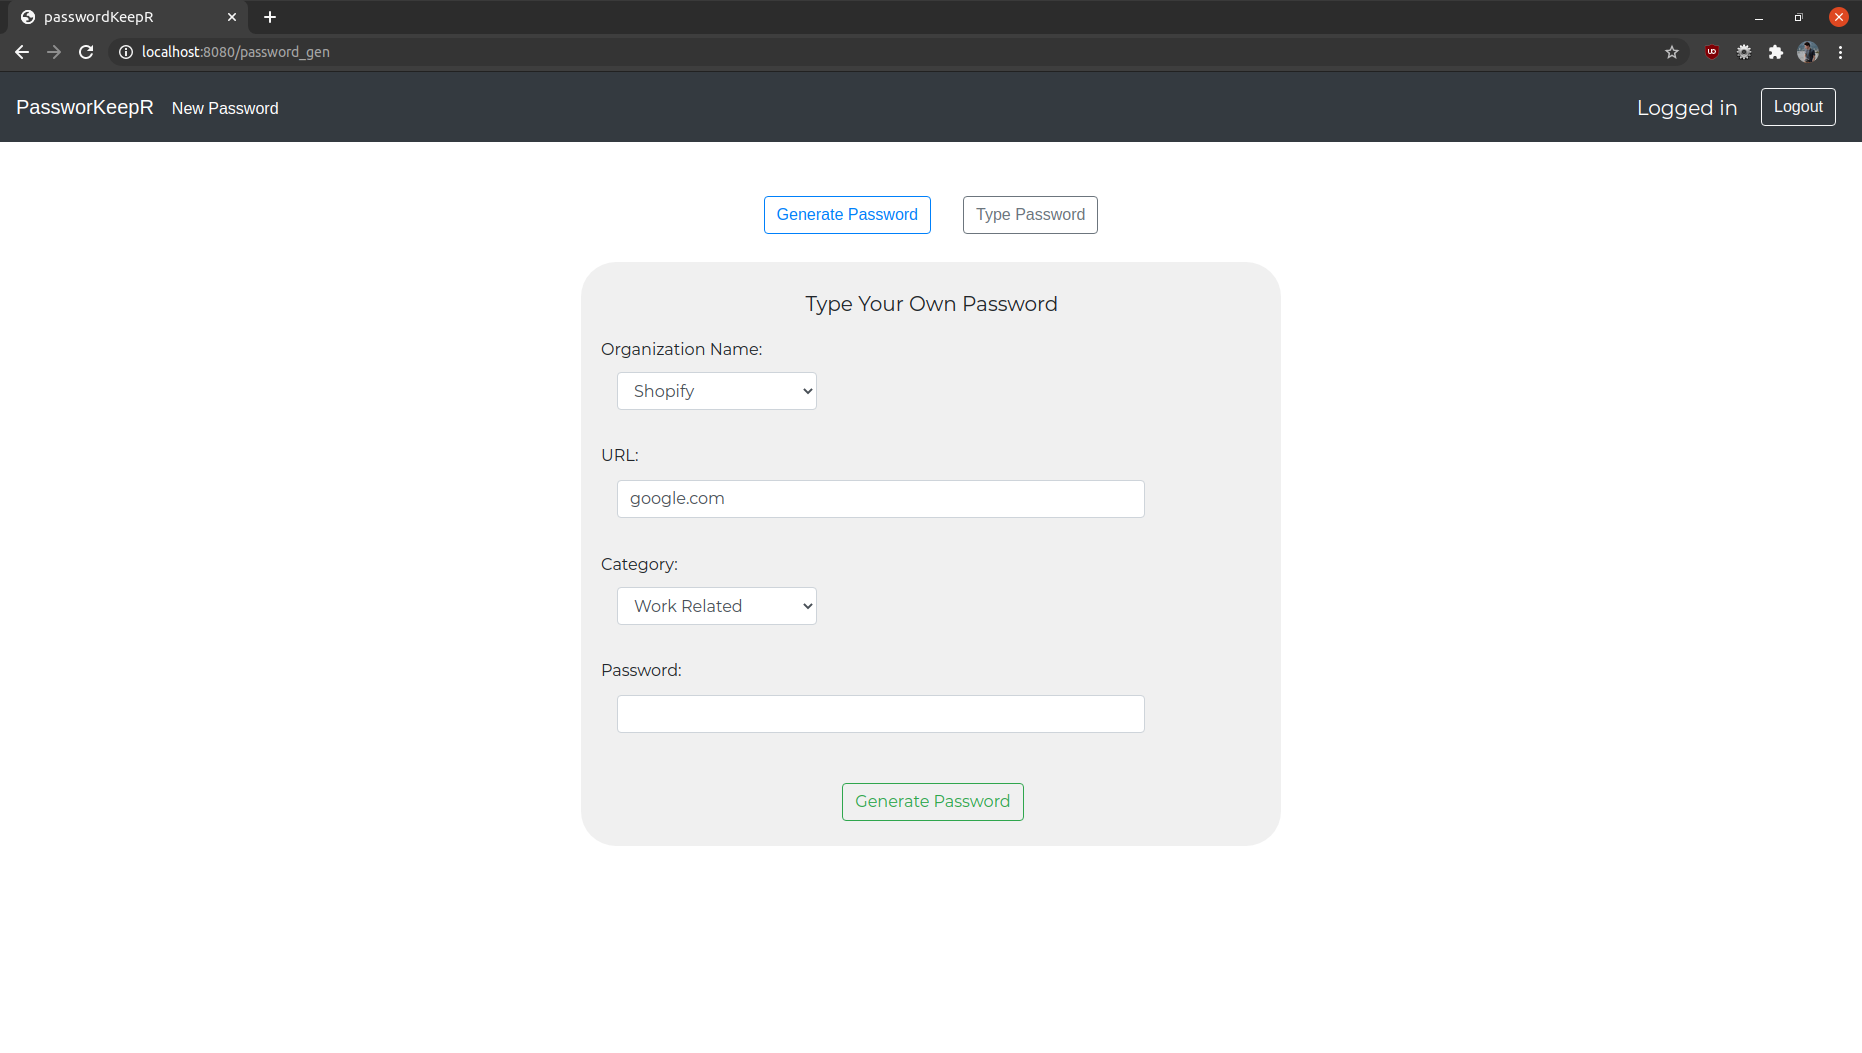 passwordKeepR
localhost:8080/password_gen
PassworKeepR New Password Logged in Logout
Generate Password Type Password
Type Your Own Password
Organization Name:
Shopify
URL:
google.com
Category:
Work Related
Password:
Generate Password